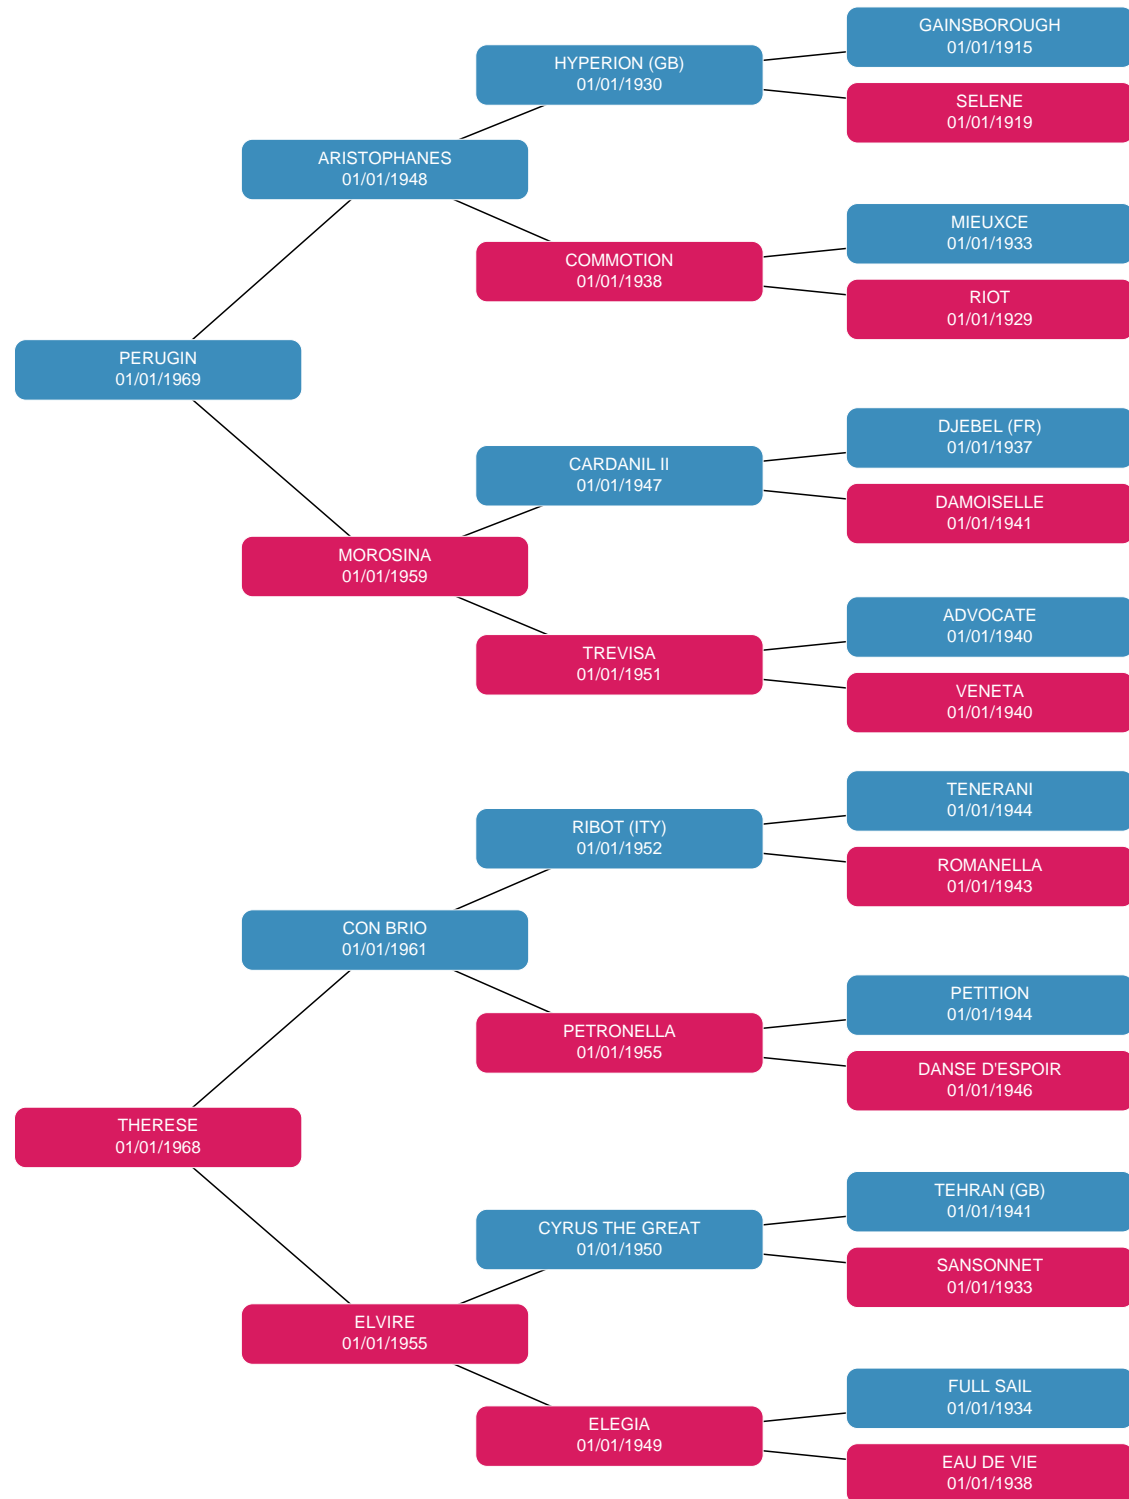 GAINSBOROUGH
01/01/1915
HYPERION (GB)
01/01/1930
SELENE
01/01/1919
ARISTOPHANES
01/01/1948
MIEUXCE
01/01/1933
COMMOTION
01/01/1938
RIOT
01/01/1929
PERUGIN
01/01/1969
DJEBEL (FR)
01/01/1937
CARDANIL II
01/01/1947
DAMOISELLE
01/01/1941
MOROSINA
01/01/1959
ADVOCATE
01/01/1940
TREVISA
01/01/1951
VENETA
01/01/1940
TENERANI
01/01/1944
RIBOT (ITY)
01/01/1952
ROMANELLA
01/01/1943
CON BRIO
01/01/1961
PETITION
01/01/1944
PETRONELLA
01/01/1955
DANSE D'ESPOIR
01/01/1946
THERESE
01/01/1968
TEHRAN (GB)
01/01/1941
CYRUS THE GREAT
01/01/1950
SANSONNET
01/01/1933
ELVIRE
01/01/1955
FULL SAIL
01/01/1934
ELEGIA
01/01/1949
EAU DE VIE
01/01/1938